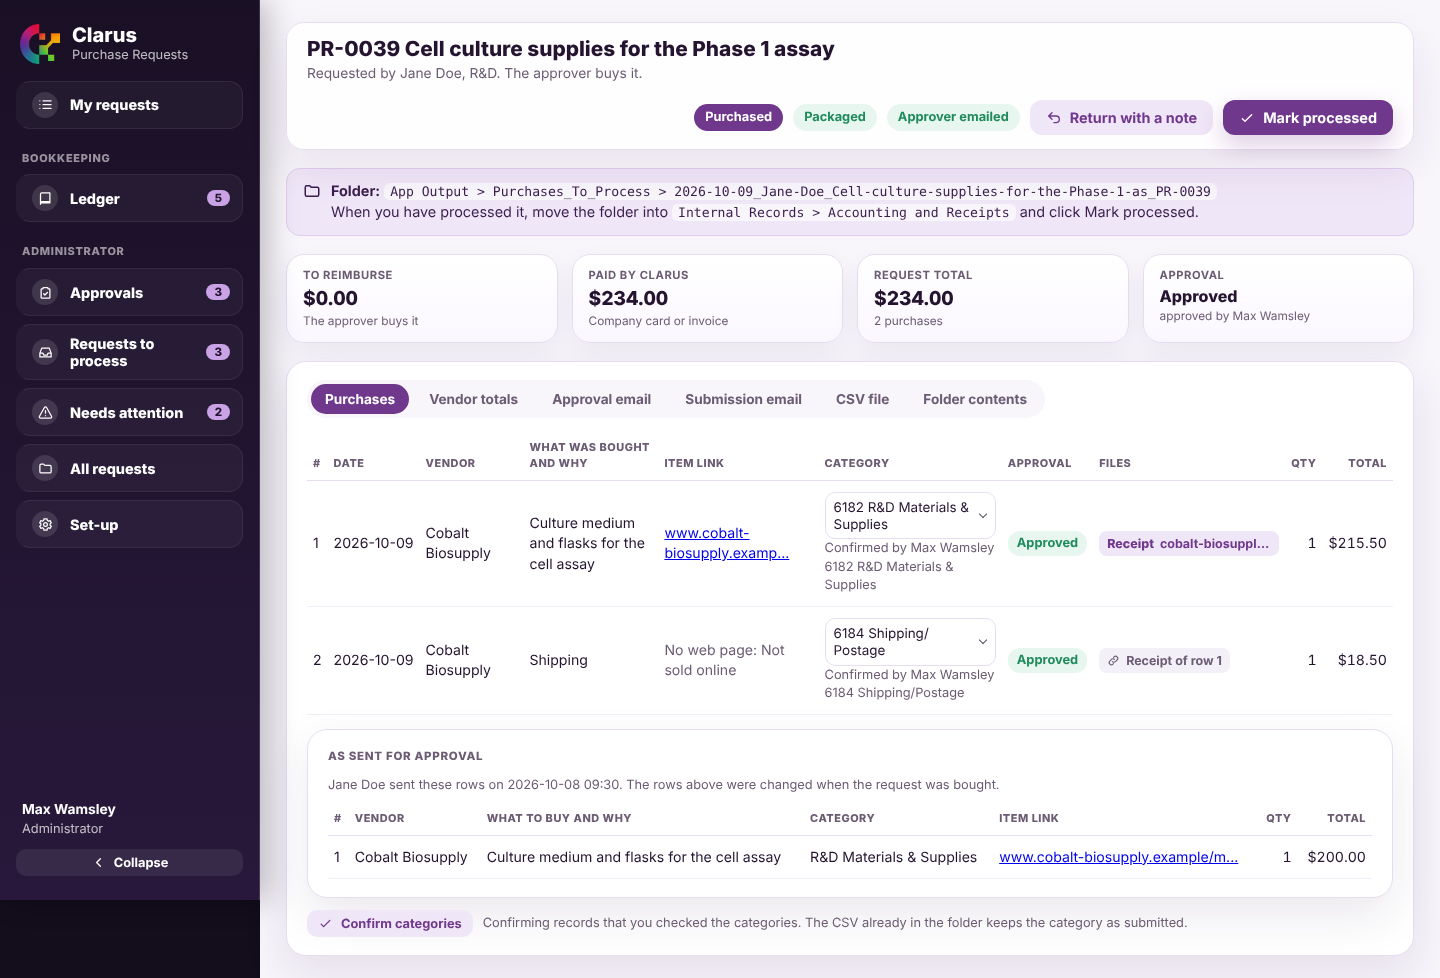 Clarus
Purchase Requests
My requests
BOOKKEEPING
Ledger 5
ADMINISTRATOR
Approvals 3
Requests to
process 3
Needs attention 2
All requests
Set-up
Max Wamsley
Administrator
Collapse
PR-0039 Cell culture supplies for the Phase 1 assay
Requested by Jane Doe, R&D. The approver buys it.
Purchased Packaged Approver emailed Return with a note Mark processed
Folder: App Output > Purchases_To_Process > 2026-10-09_Jane-Doe_Cell-culture-supplies-for-the-Phase-1-as_PR-0039
When you have processed it, move the folder into Internal Records > Accounting and Receipts and click Mark processed.
TO REIMBURSE
$0.00
The approver buys it
PAID BY CLARUS
$234.00
Company card or invoice
REQUEST TOTAL
$234.00
2 purchases
APPROVAL
Approved
approved by Max Wamsley
Purchases Vendor totals Approval email Submission email CSV file Folder contents
# DATE VENDOR WHAT WAS BOUGHT AND WHY ITEM LINK CATEGORY APPROVAL FILES QTY TOTAL
1 2026-10-09
Cobalt
Biosupply
Culture medium
and flasks for the
cell assay
www.cobalt-
biosupply.examp...
6182 R&D Materials &
Supplies
Confirmed by Max Wamsley
6182 R&D Materials &
Supplies
Approved
Receipt cobalt-biosuppl...
1 $215.50
2 2026-10-09
Cobalt
Biosupply
Shipping
No web page: Not
sold online
6184 Shipping/
Postage
Confirmed by Max Wamsley
6184 Shipping/Postage
Approved
Receipt of row 1
1 $18.50
AS SENT FOR APPROVAL
Jane Doe sent these rows on 2026-10-08 09:30. The rows above were changed when the request was bought.
# VENDOR WHAT TO BUY AND WHY CATEGORY ITEM LINK QTY TOTAL
1 Cobalt Biosupply Culture medium and flasks for the cell assay R&D Materials & Supplies www.cobalt-biosupply.example/m... 1 $200.00
Confirm categories Confirming records that you checked the categories. The CSV already in the folder keeps the category as submitted.